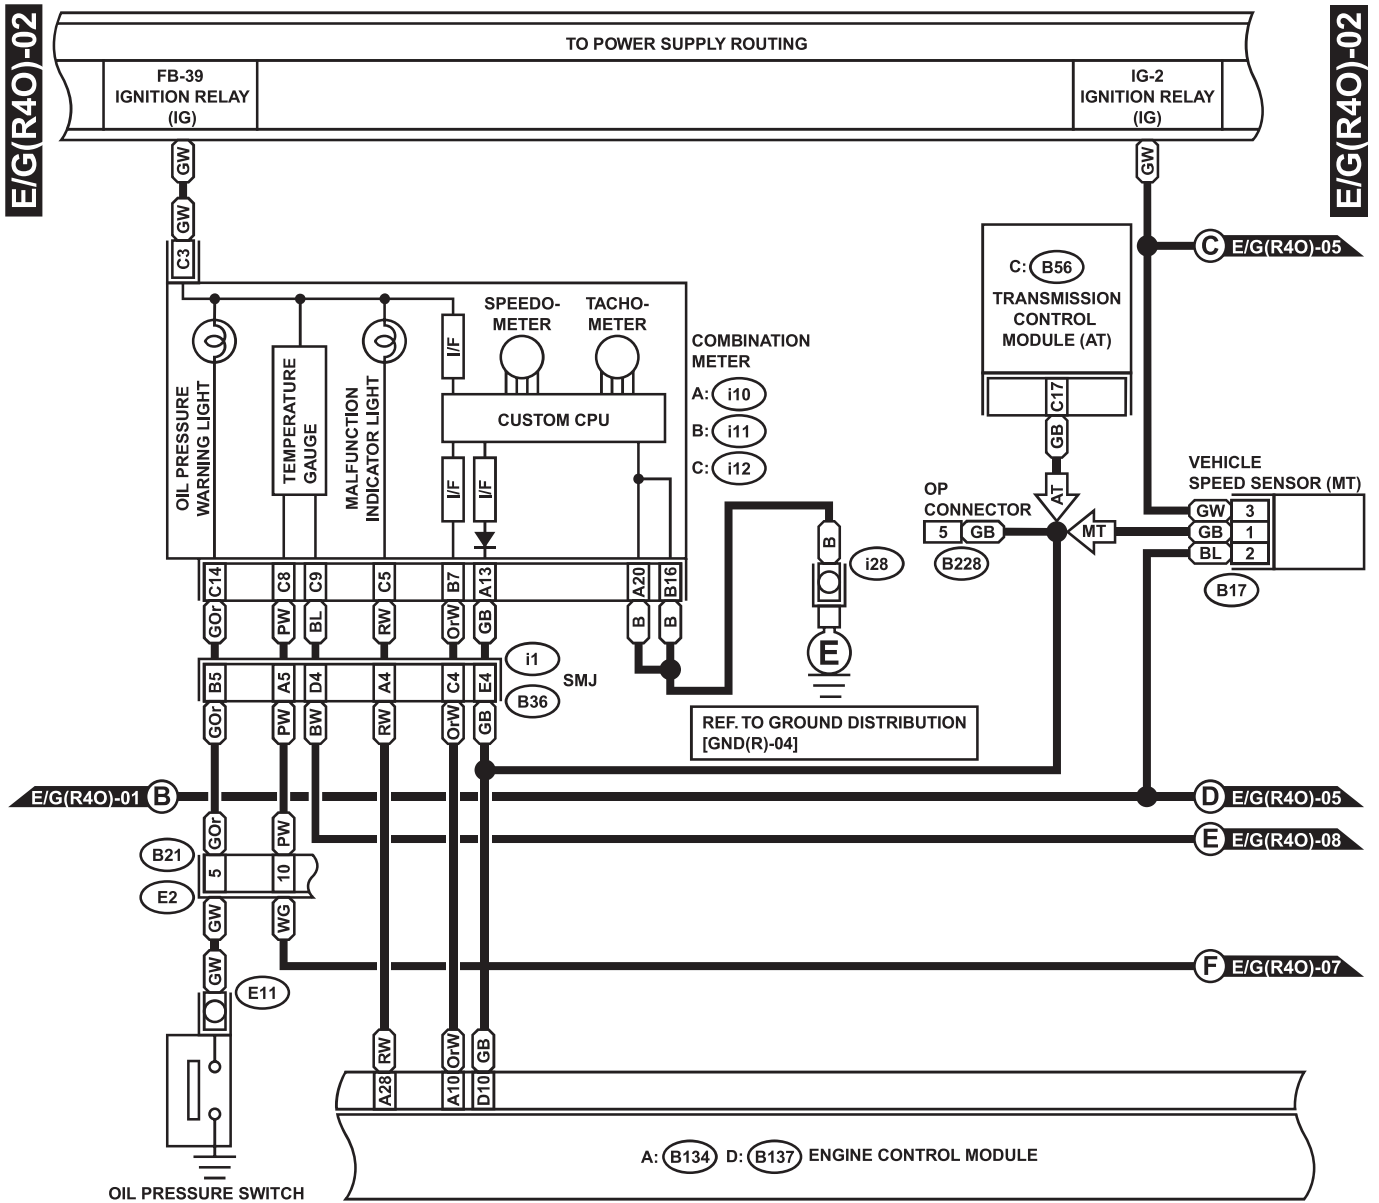 E/G(R4O)-02
E/G(R4O)-02
TO POWER SUPPLY ROUTING
FB-39
IGNITION RELAY
(IG)
IG-2
IGNITION RELAY
(IG)
GW
GW
C3
GW
C
E/G(R4O)-05
C: B56
TRANSMISSION
CONTROL
MODULE (AT)
C17
GB
AT
SPEEDO-
METER
TACHO-
METER
I/F
CUSTOM CPU
I/F
I/F
OIL PRESSURE
WARNING LIGHT
TEMPERATURE
GAUGE
MALFUNCTION
INDICATOR LIGHT
COMBINATION
METER
A: i10
B: i11
C: i12
OP
CONNECTOR
5 GB
B228
MT
VEHICLE
SPEED SENSOR (MT)
GW 3
GB 1
BL 2
B17
B
i28
E
C14 C8 C9 C5 B7 A13 A20 B16
GOr PW BL RW OrW GB B B
i1
B36
SMJ
B5 A5 D4 A4 C4 E4
GOr PW BW RW OrW GB
REF. TO GROUND DISTRIBUTION
[GND(R)-04]
E/G(R4O)-01 B
D E/G(R4O)-05
E E/G(R4O)-08
GOr PW
B21
E2
5 10
GW WG
F E/G(R4O)-07
GW
E11
RW OrW GB
A28 A10 D10
A: B134 D: B137 ENGINE CONTROL MODULE
OIL PRESSURE SWITCH